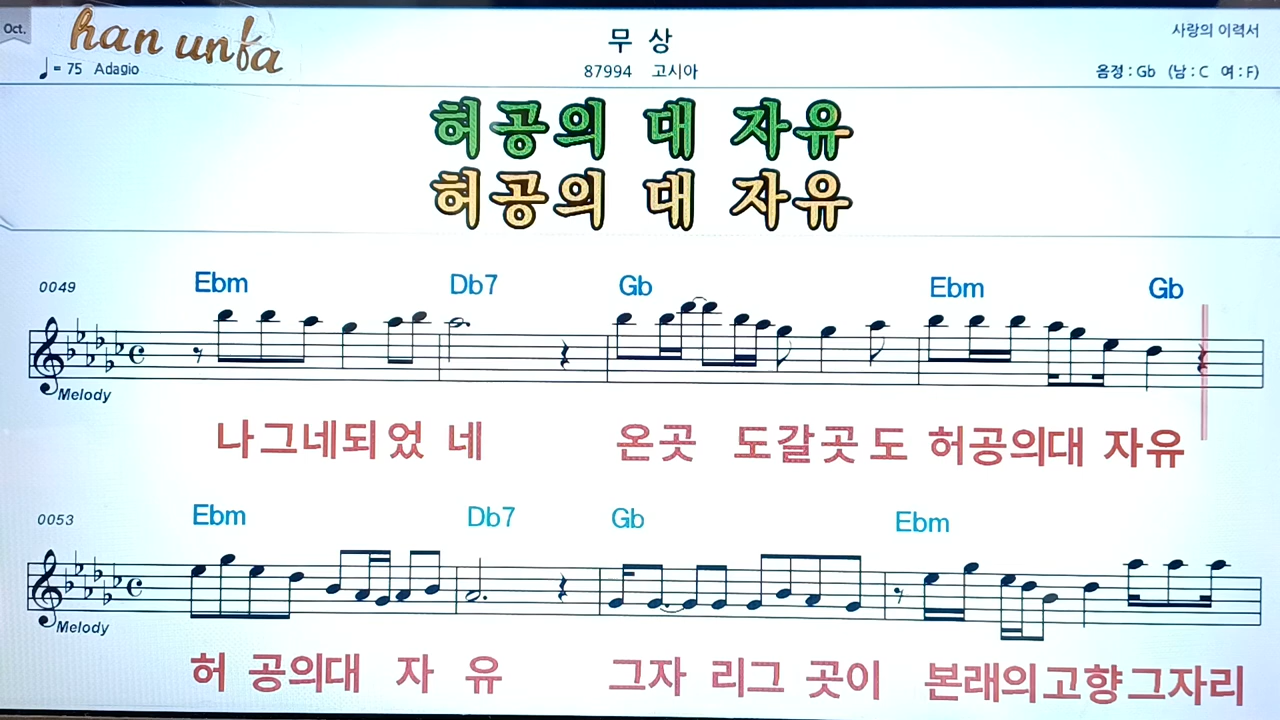 Oct.
han unfa
무 상
사랑의 이력서
♩ = 75 Adagio
87994 고시아
음정 : Gb (남 : C 여 : F)
허공의 대 자유
허공의 대 자유
0049 Ebm Db7 Gb Ebm Gb
Melody
나그네되었 네 온곳 도갈곳도 허공의대 자유
0053 Ebm Db7 Gb Ebm
Melody
허 공의대 자 유 그자 리그 곳이 본래의고향그자리